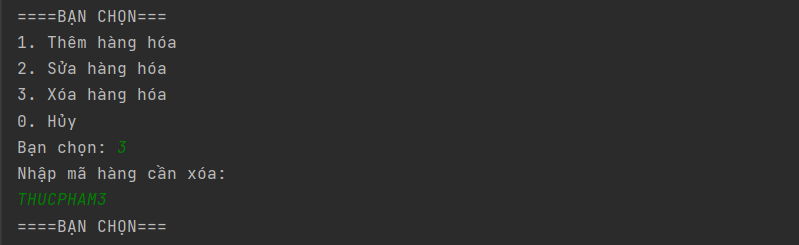 ====BẠN CHỌN===
1. Thêm hàng hóa
2. Sửa hàng hóa
3. Xóa hàng hóa
0. Hủy
Bạn chọn: 3
Nhập mã hàng cần xóa:
THUCPHAM3
====BẠN CHỌN===